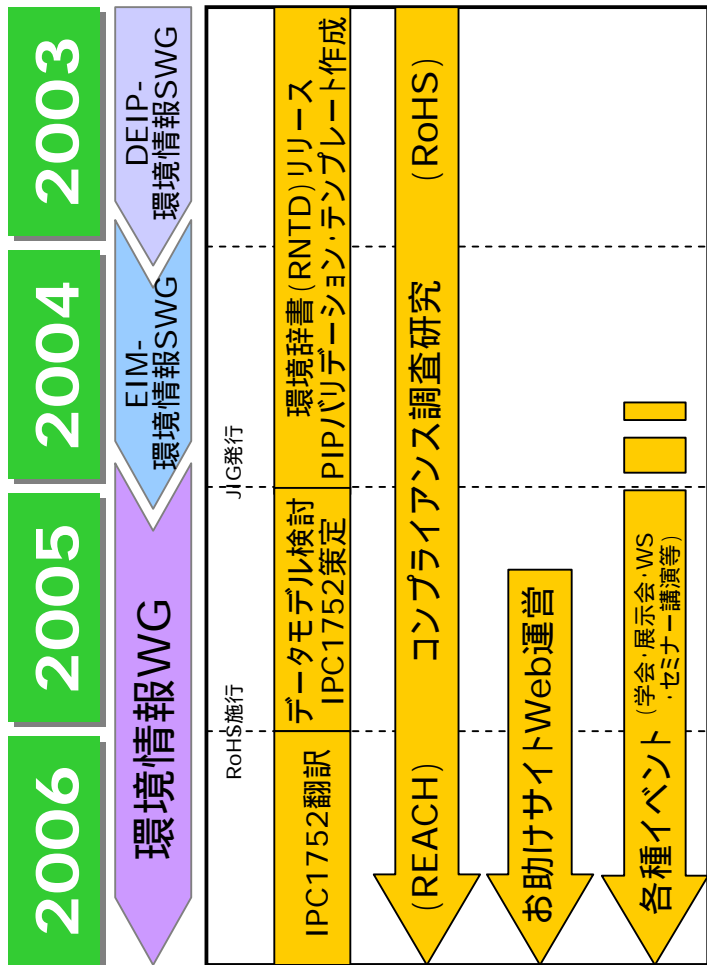 2003
2004
2005
2006
DEIP-
環境情報SWG
EIM-
環境情報SWG
環境情報WG
JIG発行
RoHS施行
環境辞書(RNTD)リリース
PIPバリデーション・テンプレート作成
データモデル検討
IPC1752策定
IPC1752翻訳
(RoHS)
コンプライアンス調査研究
(REACH)
お助けサイトWeb運営
各種イベント
(学会・展示会・WS
・セミナー講演等)